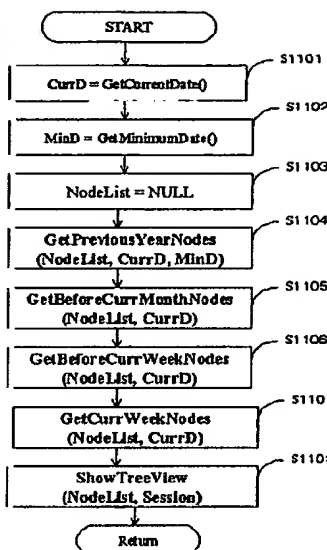 START
S1101
CurrD = GetCurrentDate()
S1102
MinD = GetMinimumDate()
S1103
NodeList = NULL
S1104
GetPreviousYearNodes
(NodeList, CurrD, MinD)
S1105
GetBeforeCurrMonthNodes
(NodeList, CurrD)
S1106
GetBeforeCurrWeekNodes
(NodeList, CurrD)
GetCurrWeekNodes
(NodeList, CurrD)
ShowTreeView
(NodeList, Session)
Return